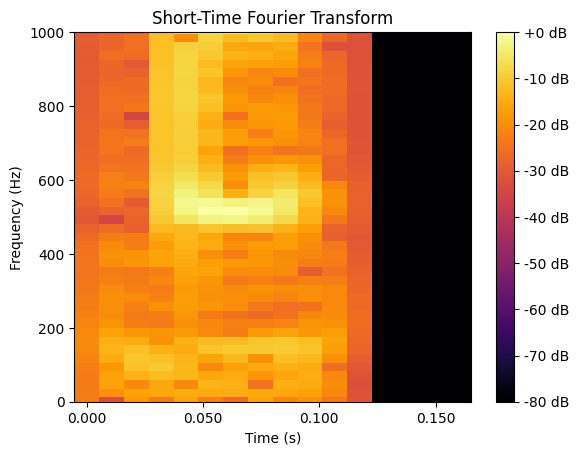 Short-Time Fourier Transform
1000
800
600
400
200
0
Frequency (Hz)
0.000
0.050
0.100
0.150
Time (s)
+0 dB
-10 dB
-20 dB
-30 dB
-40 dB
-50 dB
-60 dB
-70 dB
-80 dB